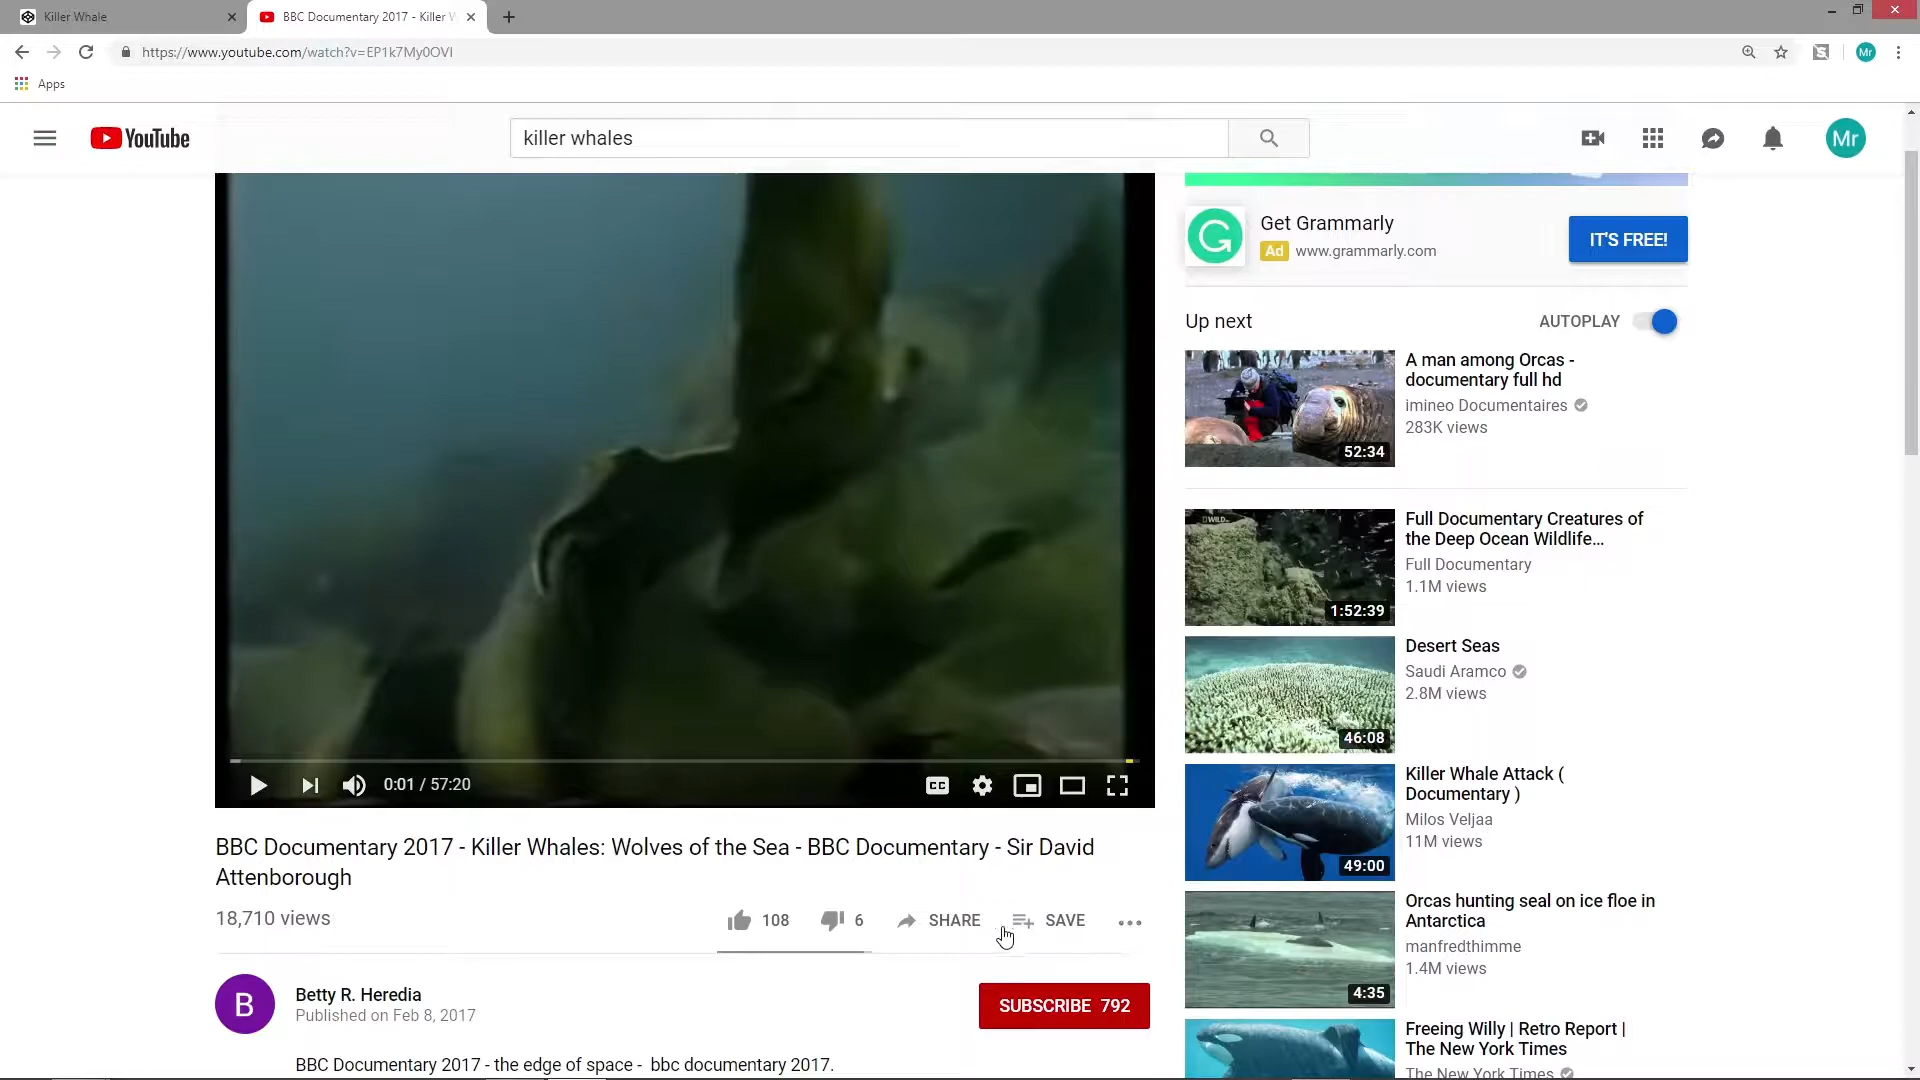 Killer Whale
BBC Documentary 2017 - Killer W
https://www.youtube.com/watch?v=EP1k7My0OVI
Mr
Apps
YouTube
killer whales
Mr
Get Grammarly
Ad www.grammarly.com
IT'S FREE!
Up next
AUTOPLAY
A man among Orcas -
documentary full hd
imineo Documentaires
283K views
52:34
WILD
Full Documentary Creatures of
the Deep Ocean Wildlife...
Full Documentary
1.1M views
1:52:39
Desert Seas
Saudi Aramco
2.8M views
46:08
Killer Whale Attack (
Documentary )
Milos Veljaa
11M views
49:00
Orcas hunting seal on ice floe in
Antarctica
manfredthimme
1.4M views
4:35
Freeing Willy | Retro Report |
The New York Times
The New York Times
CC
0:01 / 57:20
BBC Documentary 2017 - Killer Whales: Wolves of the Sea - BBC Documentary - Sir David
Attenborough
18,710 views
108
6
SHARE
SAVE
B
Betty R. Heredia
Published on Feb 8, 2017
SUBSCRIBE 792
BBC Documentary 2017 - the edge of space - bbc documentary 2017.